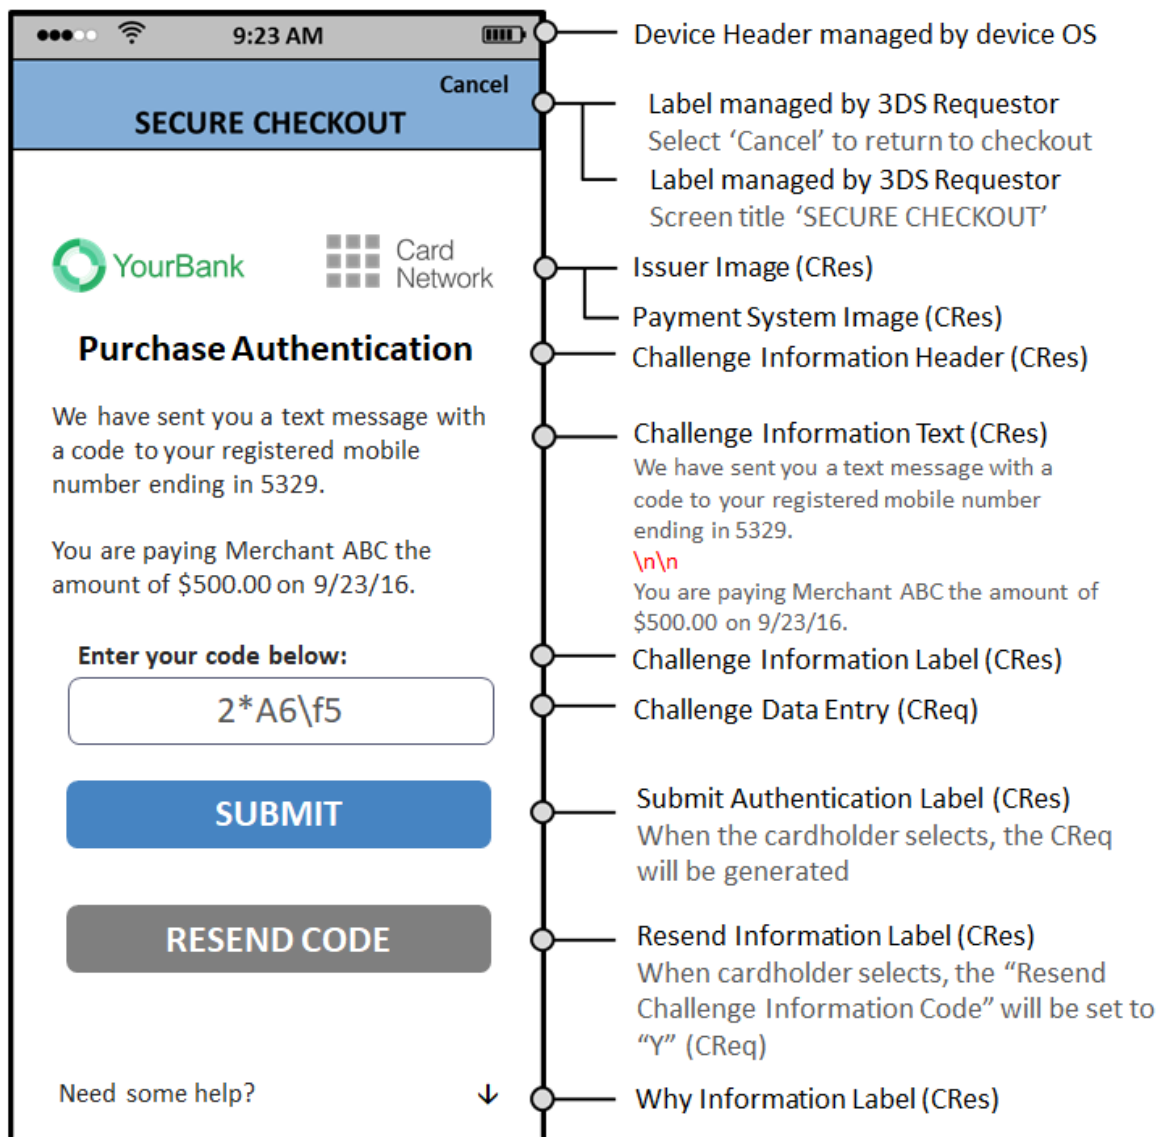 9:23 AM
Cancel
SECURE CHECKOUT
YourBank
Card
Network
Purchase Authentication
We have sent you a text message with
a code to your registered mobile
number ending in 5329.
You are paying Merchant ABC the
amount of $500.00 on 9/23/16.
Enter your code below:
2*A6\f5
SUBMIT
RESEND CODE
Need some help?
Device Header managed by device OS
Label managed by 3DS Requestor
Select ‘Cancel’ to return to checkout
Label managed by 3DS Requestor
Screen title ‘SECURE CHECKOUT’
Issuer Image (CRes)
Payment System Image (CRes)
Challenge Information Header (CRes)
Challenge Information Text (CRes)
We have sent you a text message with a
code to your registered mobile number
ending in 5329.
\n\n
You are paying Merchant ABC the amount of
$500.00 on 9/23/16.
Challenge Information Label (CRes)
Challenge Data Entry (CReq)
Submit Authentication Label (CRes)
When the cardholder selects, the CReq
will be generated
Resend Information Label (CRes)
When cardholder selects, the “Resend
Challenge Information Code” will be set to
“Y” (CReq)
Why Information Label (CRes)